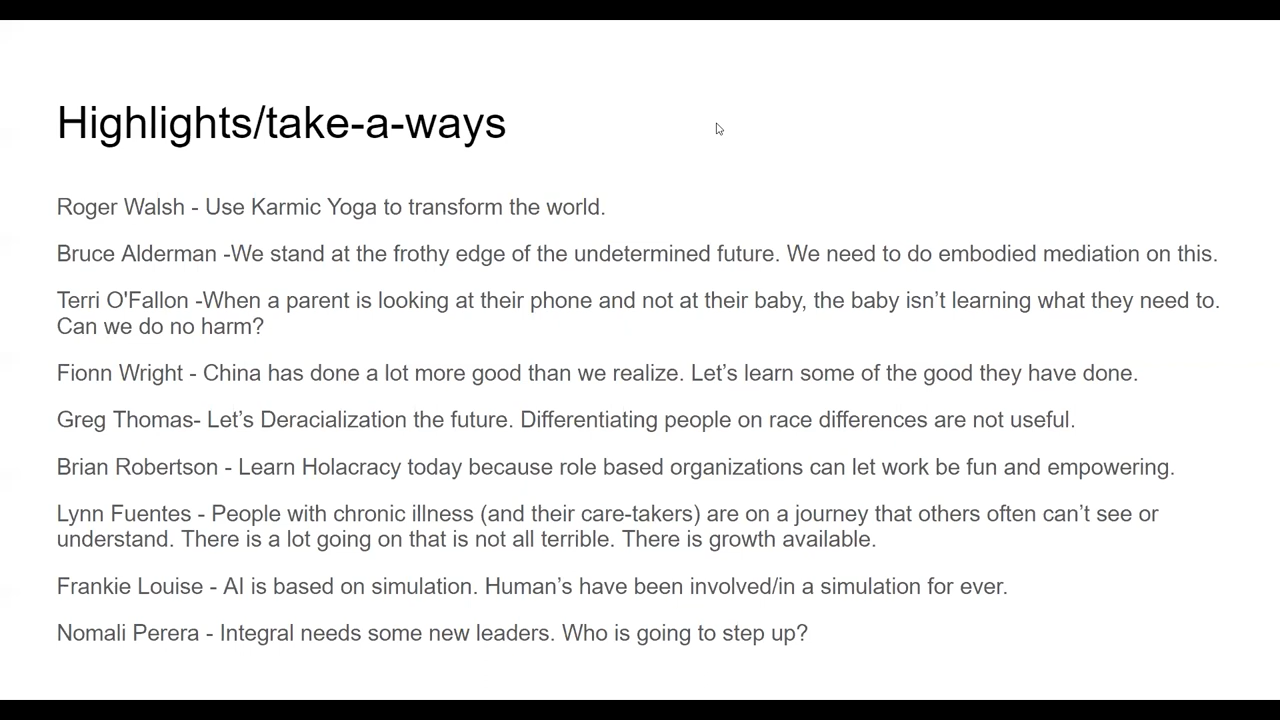 Highlights/take-a-ways
Roger Walsh - Use Karmic Yoga to transform the world.
Bruce Alderman -We stand at the frothy edge of the undetermined future. We need to do embodied mediation on this.
Terri O'Fallon -When a parent is looking at their phone and not at their baby, the baby isn’t learning what they need to.
Can we do no harm?
Fionn Wright - China has done a lot more good than we realize. Let’s learn some of the good they have done.
Greg Thomas- Let’s Deracialization the future. Differentiating people on race differences are not useful.
Brian Robertson - Learn Holacracy today because role based organizations can let work be fun and empowering.
Lynn Fuentes - People with chronic illness (and their care-takers) are on a journey that others often can’t see or
understand. There is a lot going on that is not all terrible. There is growth available.
Frankie Louise - AI is based on simulation. Human’s have been involved/in a simulation for ever.
Nomali Perera - Integral needs some new leaders. Who is going to step up?